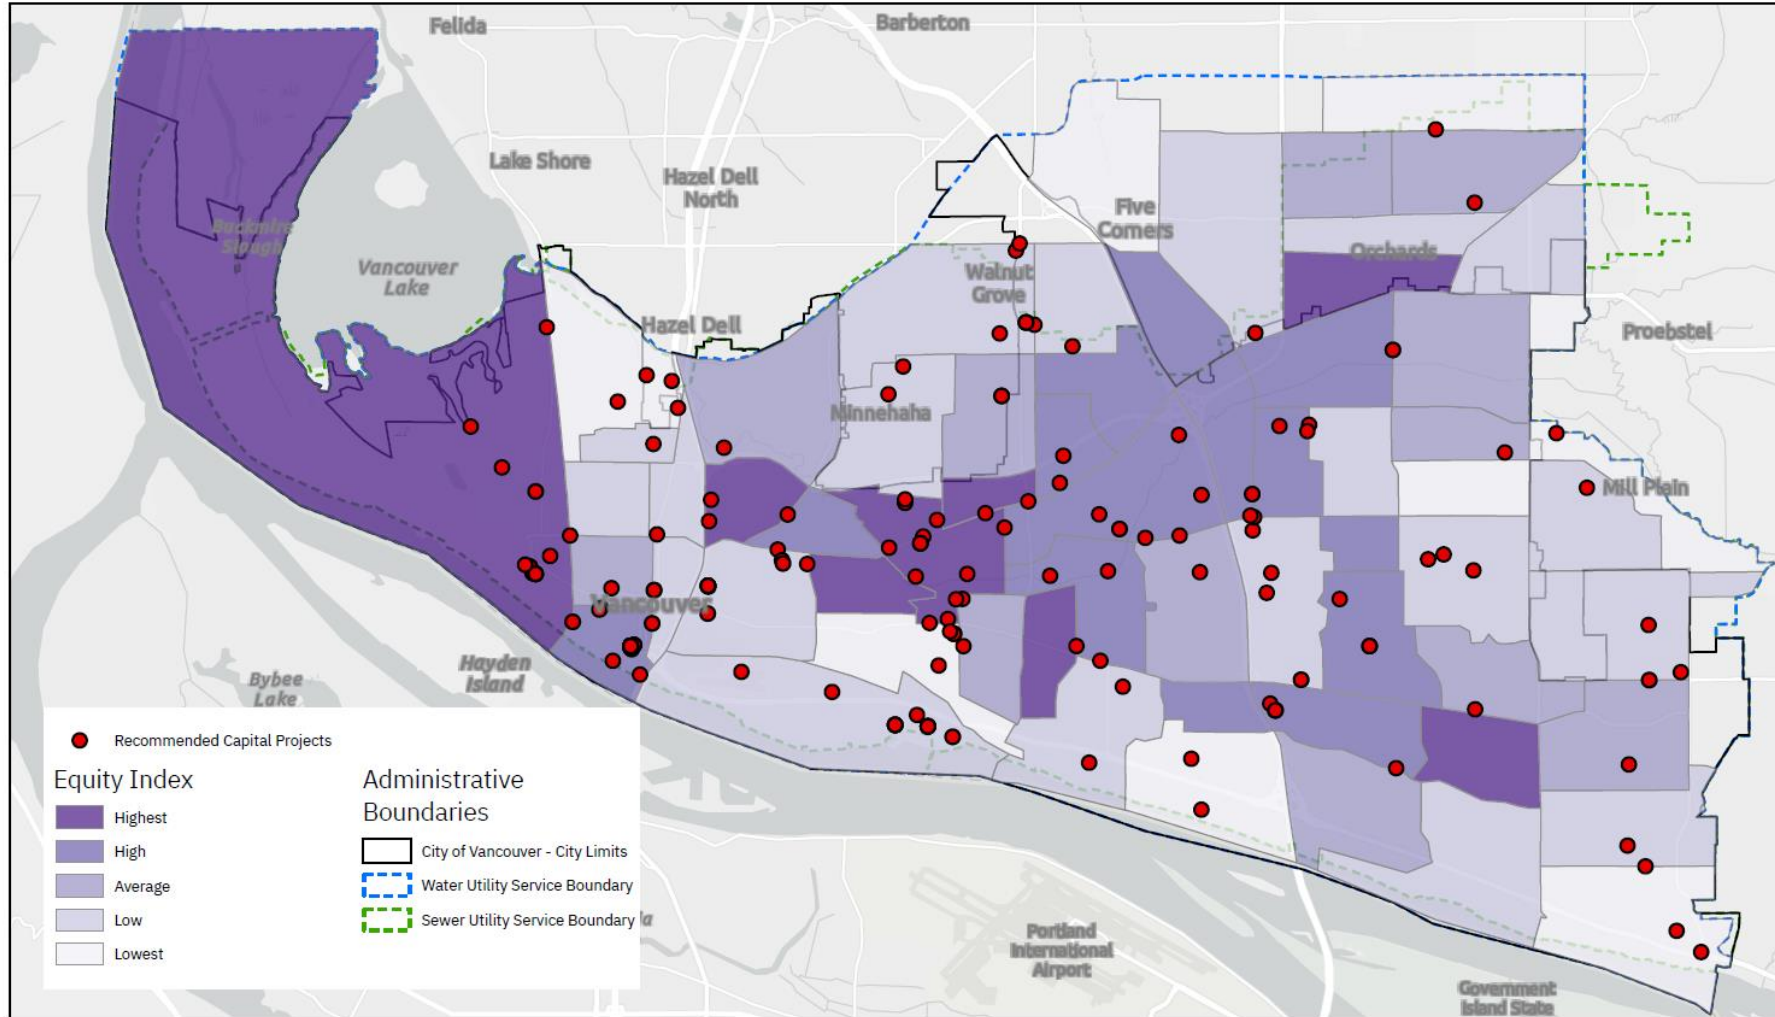 Felida
Barberton
Lake Shore
Hazel Dell
North
Five
Corners
Buckmire
Slough
Vancouver
Lake
Walnut
Grove
Orchards
Hazel Dell
Proebstel
Minnehaha
Mill Plain
Vancouver
Hayden
Island
Bybee
Lake
Recommended Capital Projects
Equity Index
Highest
High
Average
Low
Lowest
Administrative
Boundaries
City of Vancouver - City Limits
Water Utility Service Boundary
Sewer Utility Service Boundary
Portland
International
Airport
Government
Island State